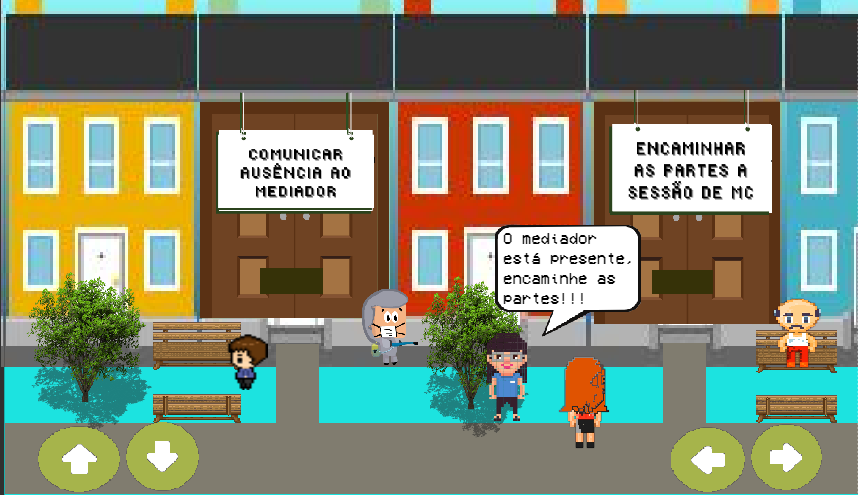 COMUNICAR
AUSÊNCIA AO
MEDIADOR
ENCAMINHAR
AS PARTES A
SESSÃO DE MC
O mediador
está presente,
encaminhe as
partes!!!